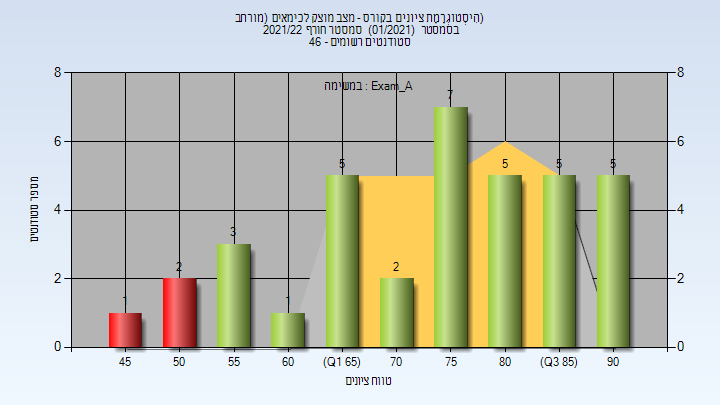 (היסטוגרמת ציונים בקורס - מצב מוצק לכימאים (מורחב
בסמסטר (01/2021) סמסטר חורף 2021/22
סטודנטים רשומים - 46
במשימה : Exam_A
8 8
7
6 6
5 5 5 5
4 4
3
2 2
2 2
1 1
0 0
45 50 55 60 (Q1 65) 70 75 80 (Q3 85) 90
מספר סטודנטים
טווח ציונים